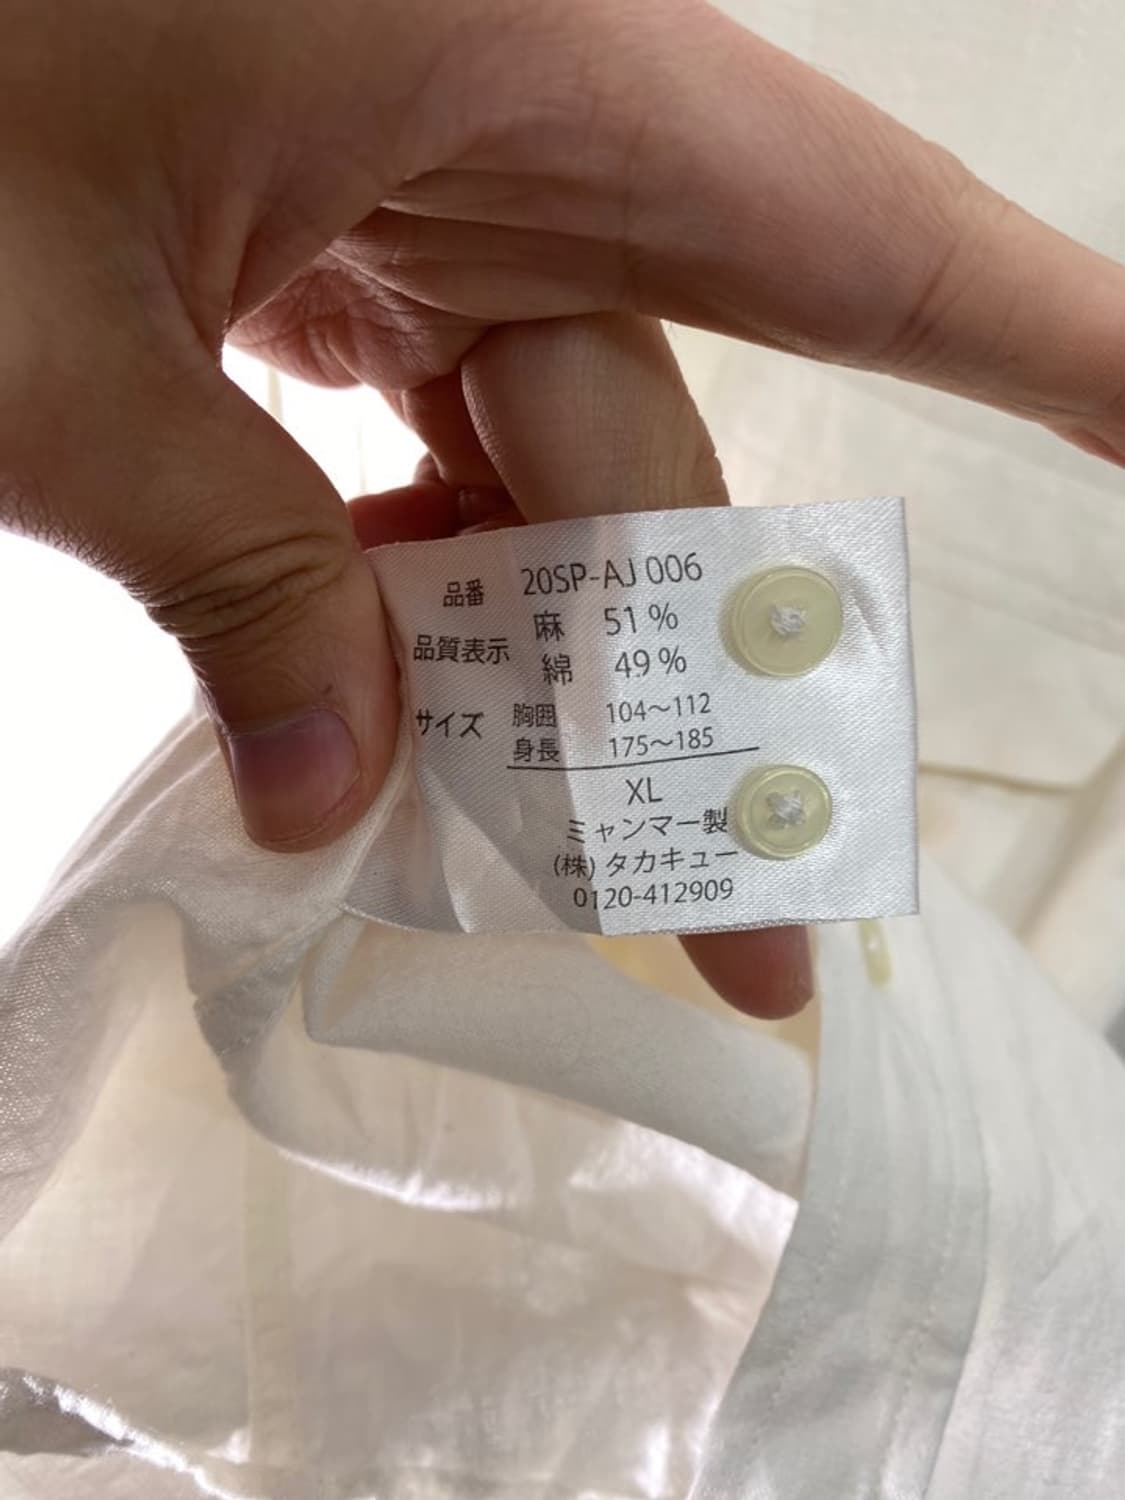 品番 20SP-AJ 006
品質表示 麻 51 %
綿 49 %
サイズ 胸囲 104～112
身長 175～185
XL
ミャンマー製
(株) タカキュー
0120-412909